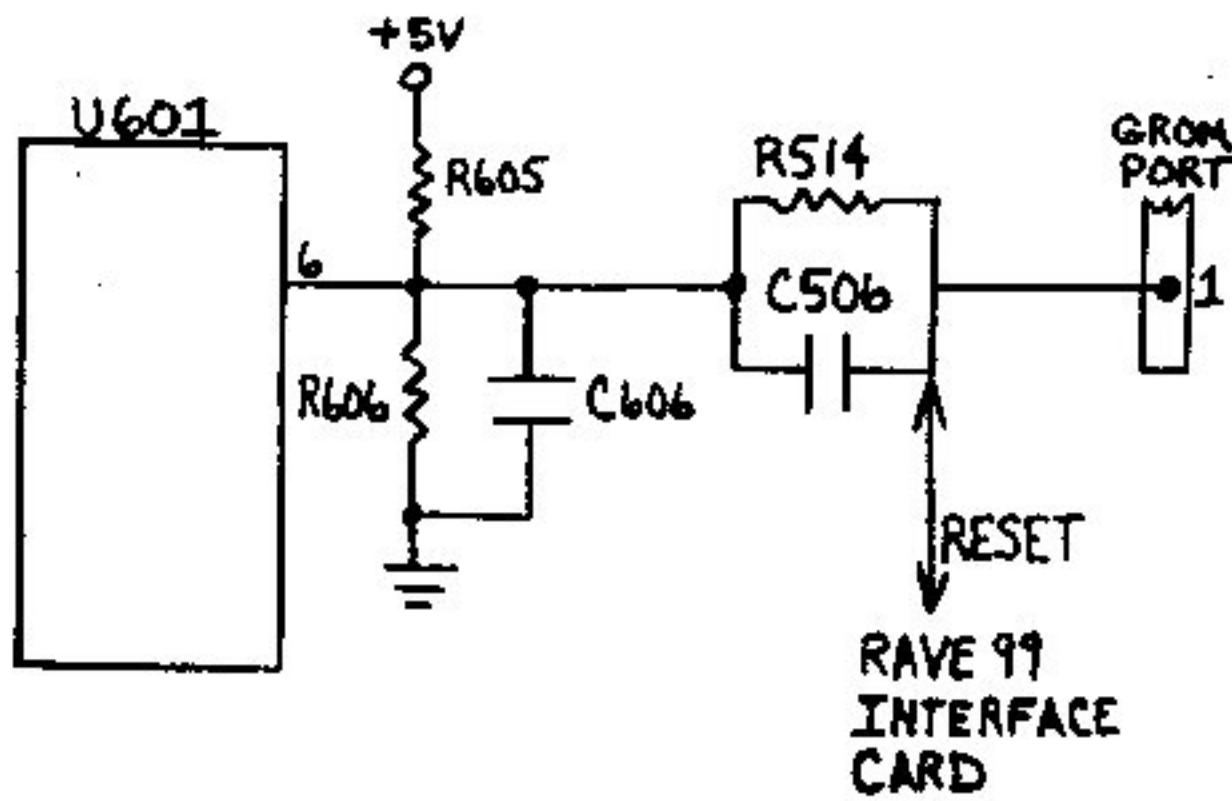 +5V
U601
R605
6
R606
C606
R514
C506
GROM
PORT
1
RESET
RAVE 99
INTERFACE
CARD